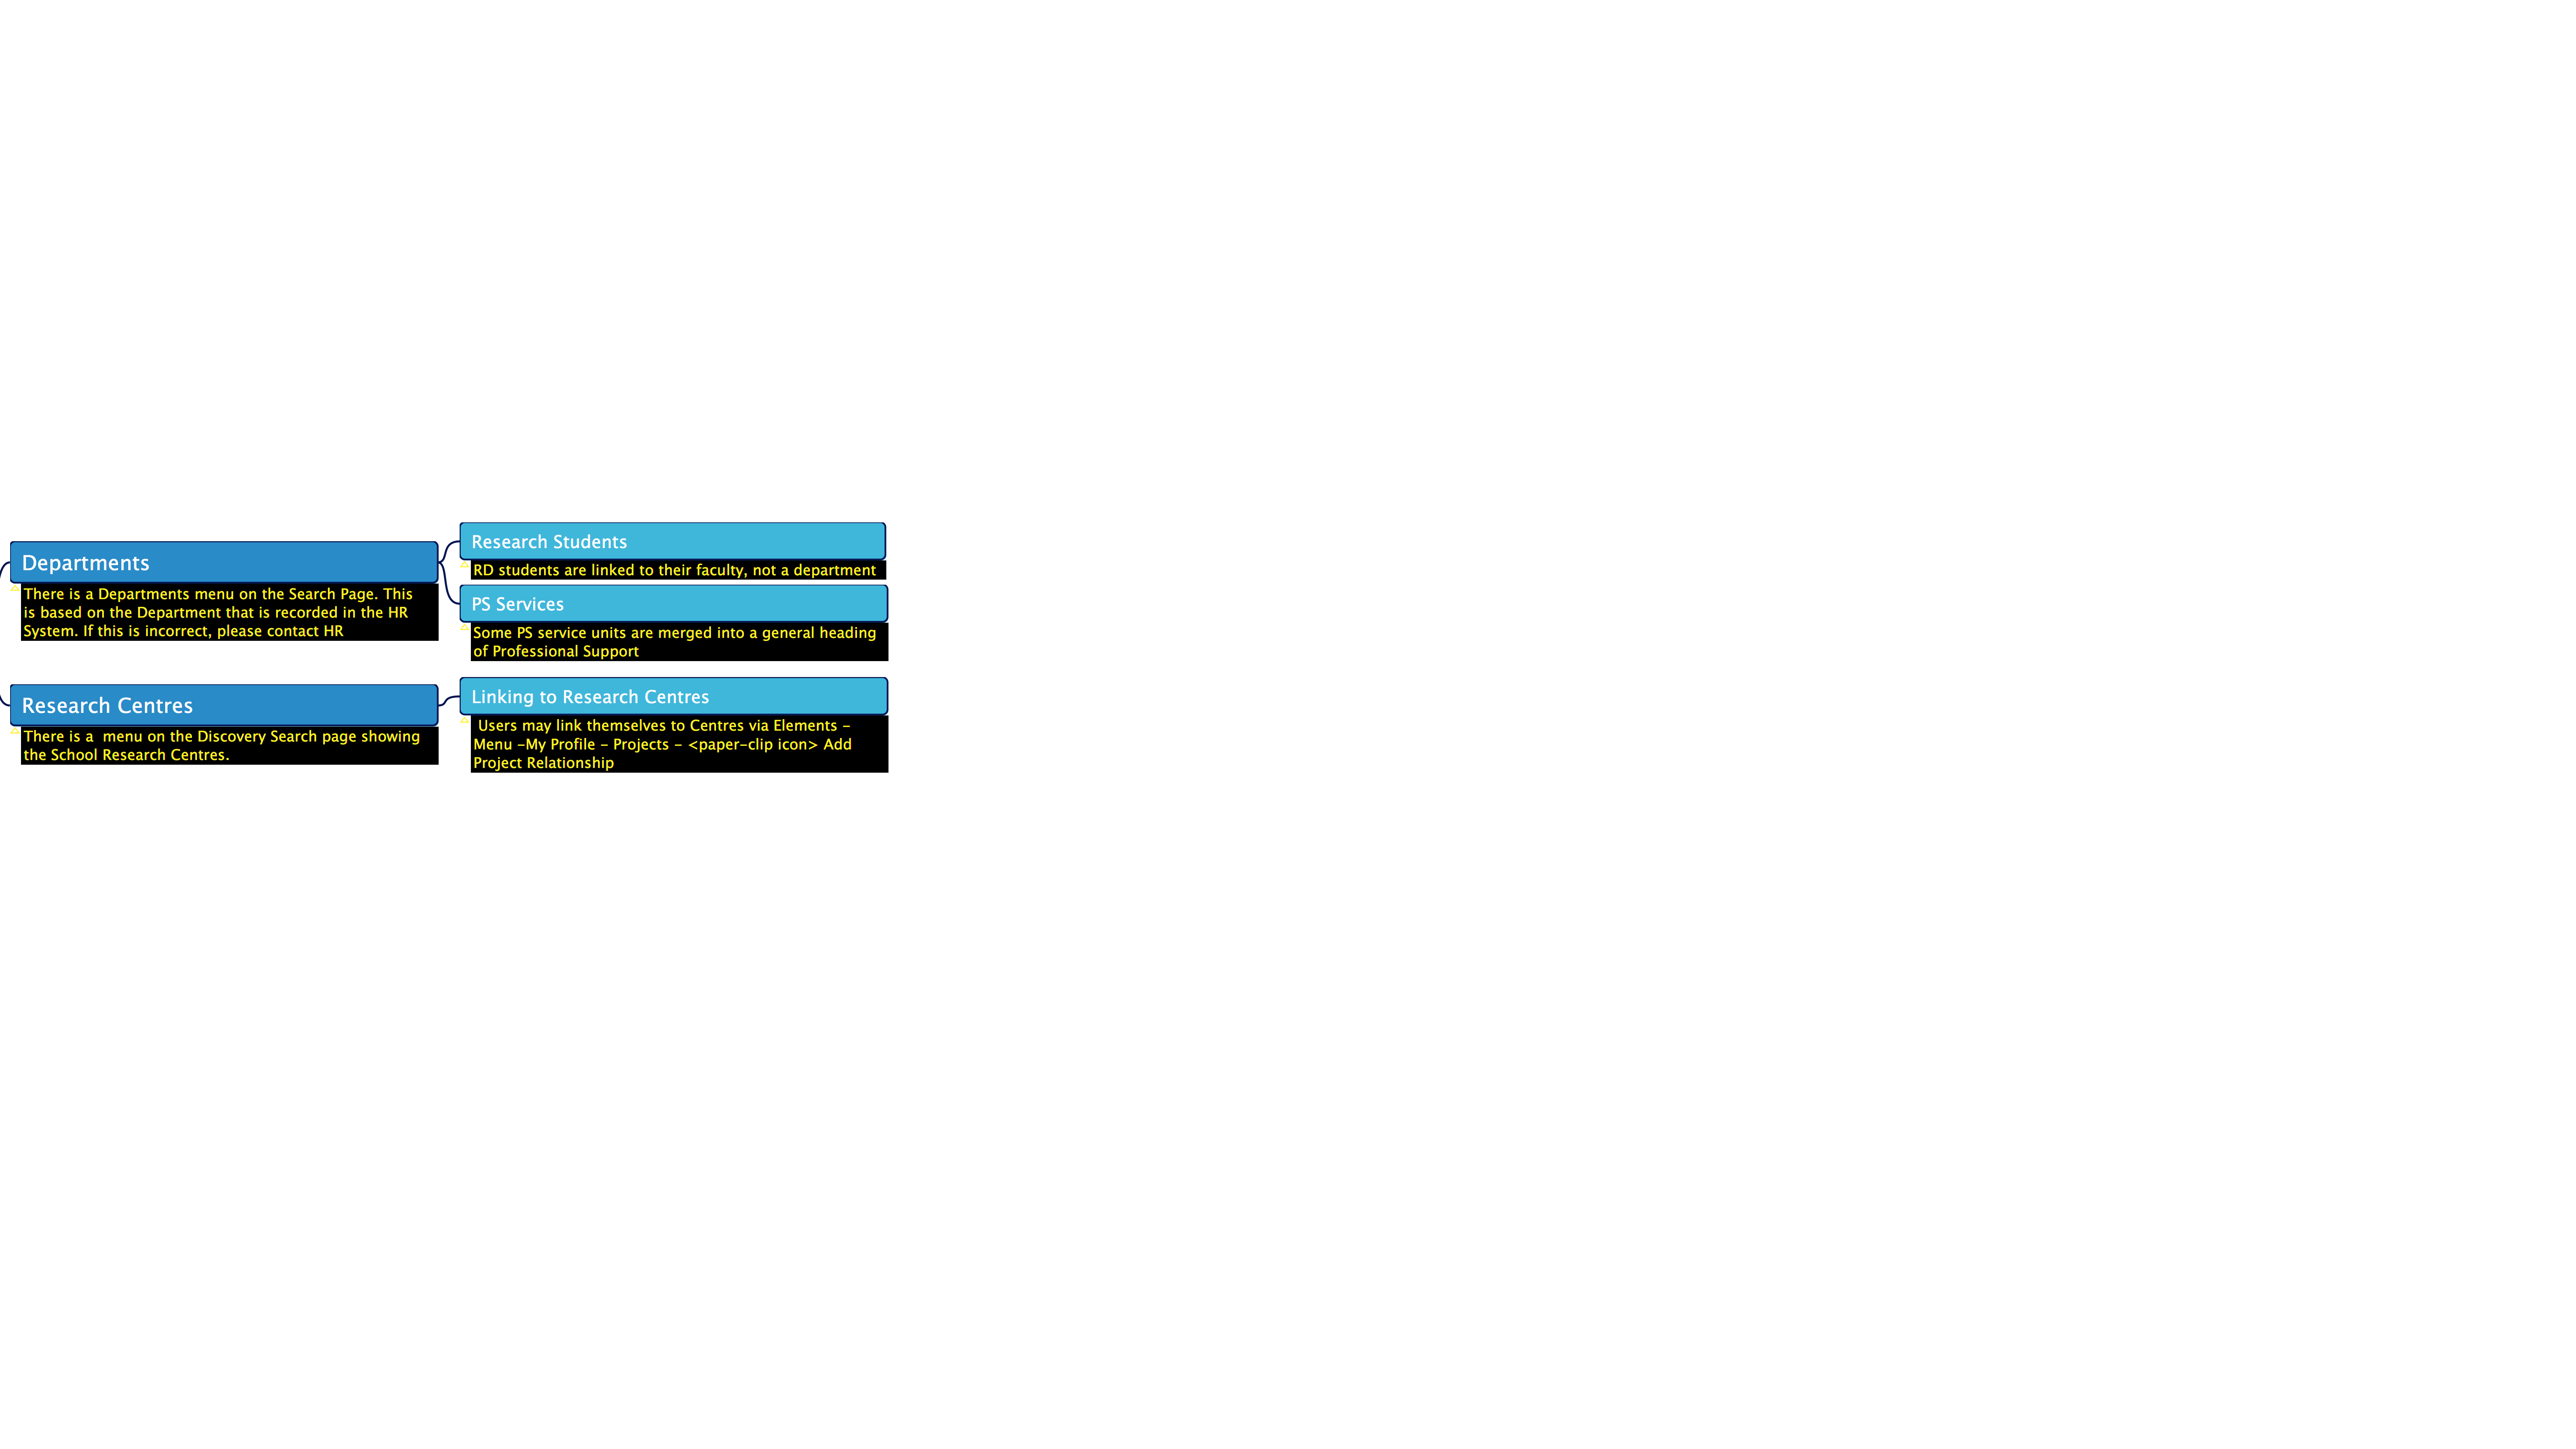 Departments
There is a Departments menu on the Search Page. This
is based on the Department that is recorded in the HR
System. If this is incorrect, please contact HR
Research Students
RD students are linked to their faculty, not a department
PS Services
Some PS service units are merged into a general heading
of Professional Support
Research Centres
There is a  menu on the Discovery Search page showing
the School Research Centres.
Linking to Research Centres
Users may link themselves to Centres via Elements –
Menu –My Profile – Projects – <paper-clip icon> Add
Project Relationship